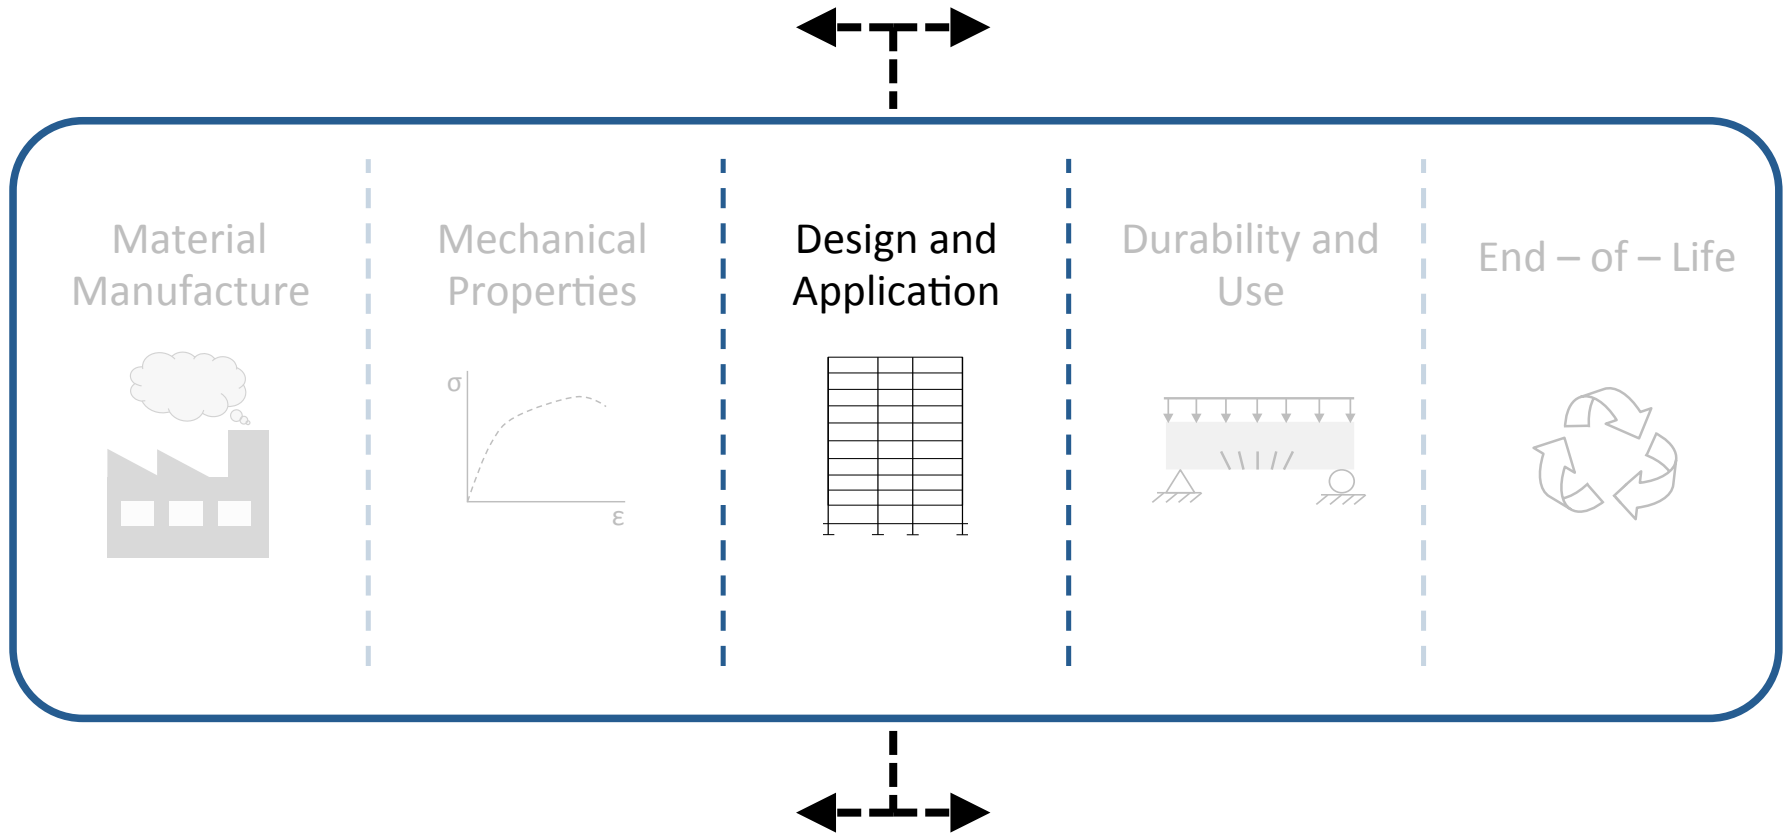 Material
Manufacture
Mechanical
Properties
Design and
Application
Durability and
Use
End – of – Life
σ
ε